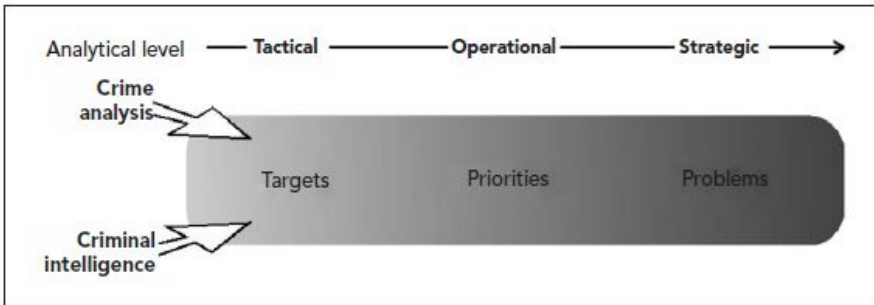 Analytical level Tactical Operational Strategic
Crime
analysis
Targets Priorities Problems
Criminal
intelligence